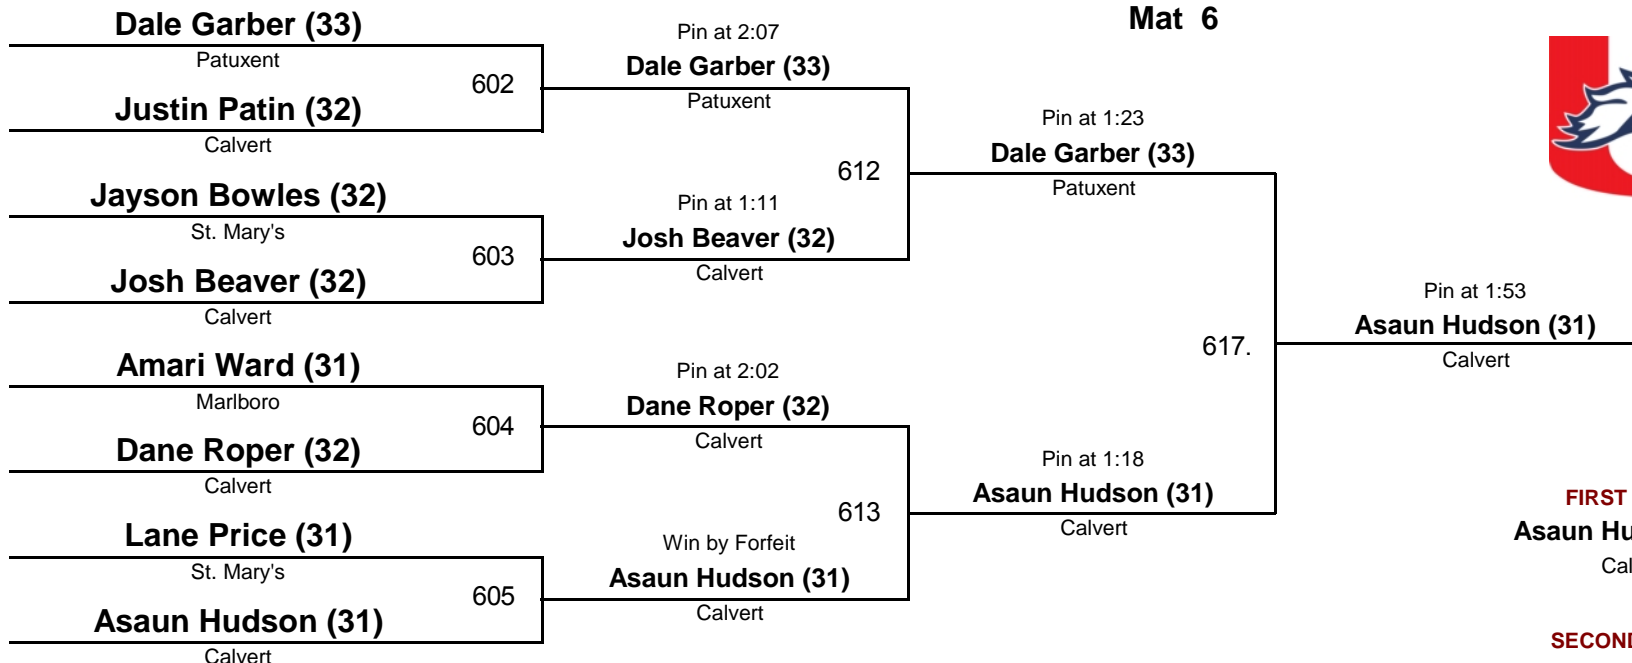 Mat 6
Dale Garber (33)
Patuxent
602
Justin Patin (32)
Calvert
Jayson Bowles (32)
St. Mary's
603
Josh Beaver (32)
Calvert
Amari Ward (31)
Marlboro
604
Dane Roper (32)
Calvert
Lane Price (31)
St. Mary's
605
Asaun Hudson (31)
Calvert
Pin at 2:07
Dale Garber (33)
Patuxent
612
Pin at 1:11
Josh Beaver (32)
Calvert
Pin at 2:02
Dane Roper (32)
Calvert
613
Win by Forfeit
Asaun Hudson (31)
Calvert
Pin at 1:23
Dale Garber (33)
Patuxent
617.
Pin at 1:18
Asaun Hudson (31)
Calvert
Pin at 1:53
Asaun Hudson (31)
Calvert
FIRST
Asaun Hu
Cal
SECOND